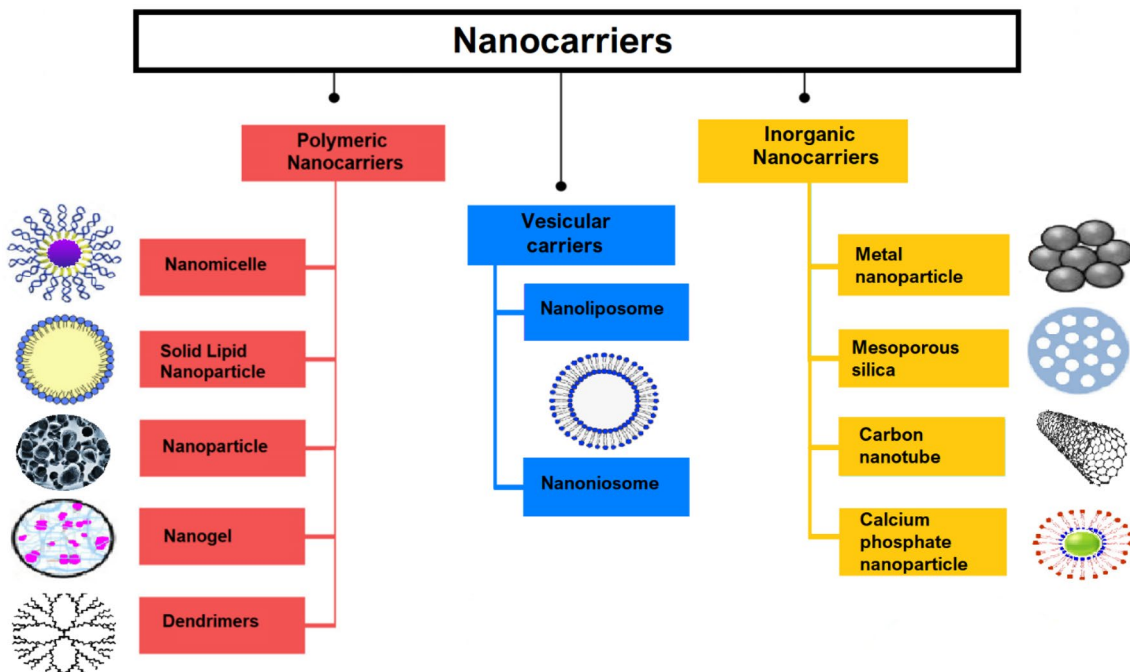 Nanocarriers
Polymeric
Nanocarriers
Nanomicelle
Solid Lipid
Nanoparticle
Nanoparticle
Nanogel
Dendrimers
Vesicular
carriers
Nanoliposome
Nanoniosome
Inorganic
Nanocarriers
Metal
nanoparticle
Mesoporous
silica
Carbon
nanotube
Calcium
phosphate
nanoparticle